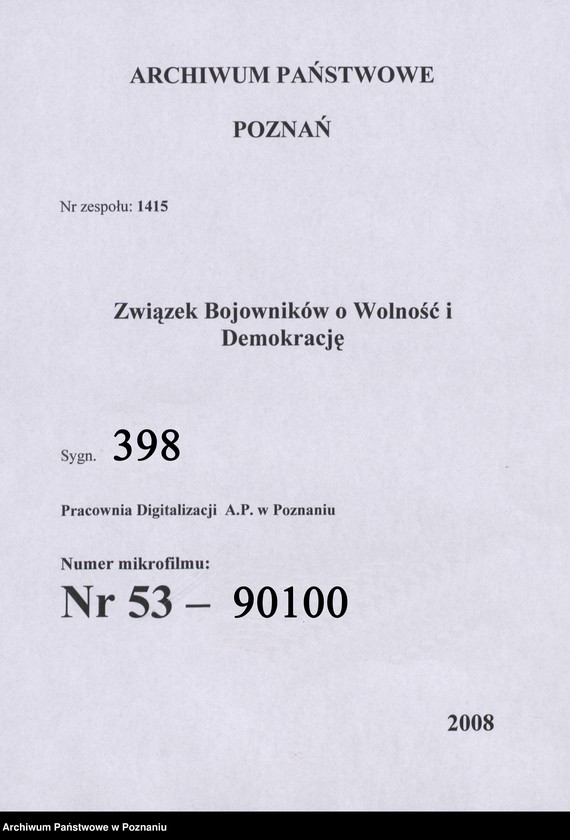 ARCHIWUM PAŃSTWOWE
POZNAŃ
Nr zespołu: 1415
Związek Bojowników o Wolność i
Demokrację
Sygn. 398
Pracownia Digitalizacji A.P. w Poznaniu
Numer mikrofilmu:
Nr 53 – 90100
2008
Archiwum Państwowe w Poznaniu